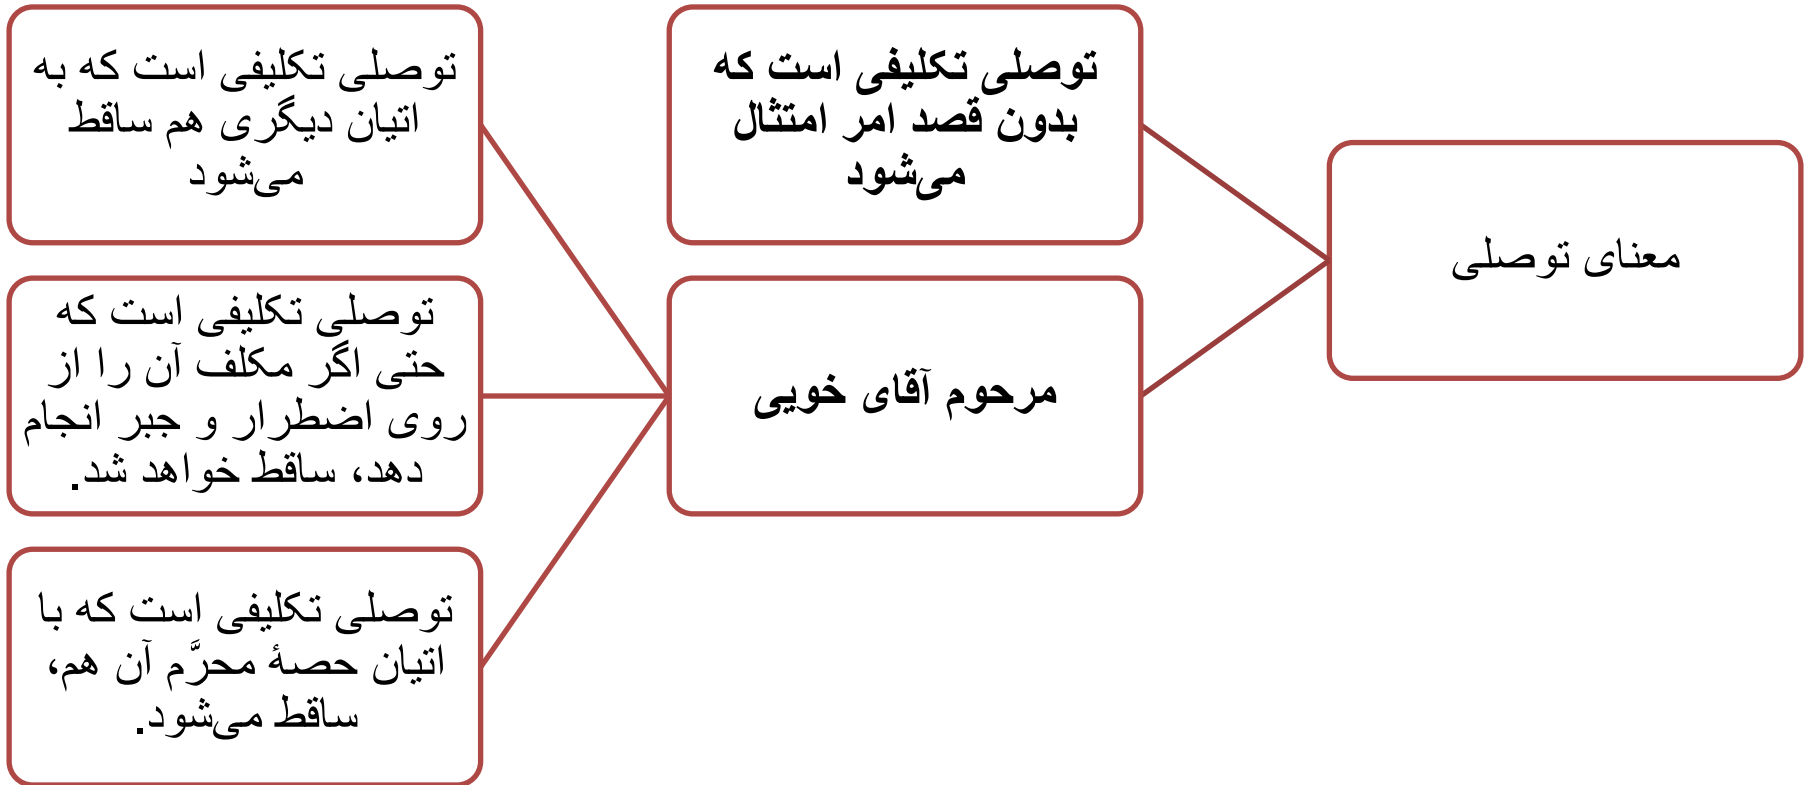 معنای توصلی
توصلی تکلیفی است که
بدون قصد امر امتثال
می‌شود
مرحوم آقای خویی
توصلی تکلیفی است که به
اتیان دیگری هم ساقط
می‌شود
توصلی تکلیفی است که
حتی اگر مکلف آن را از
روی اضطرار و جبر انجام
دهد، ساقط خواهد شد.
توصلی تکلیفی است که با
اتیان حصۀ محرَّم آن هم،
ساقط می‌شود.